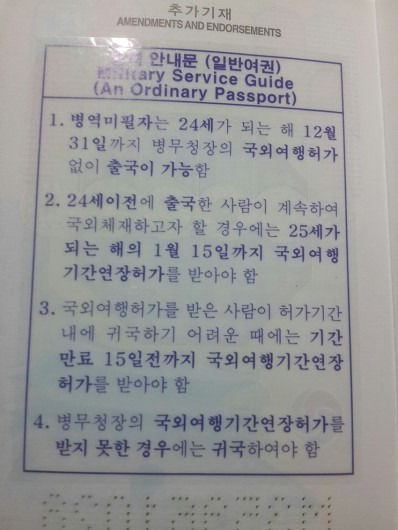 추가기재
AMENDMENTS AND ENDORSEMENTS
안내문 (일반여권)
Military Service Guide
(An Ordinary Passport)
1. 병역미필자는 24세가 되는 해 12월
31일까지 병무청장의 국외여행허가
없이 출국이 가능함
2. 24세이전에 출국한 사람이 계속하여
국외체재하고자 할 경우에는 25세가
되는 해의 1월 15일까지 국외여행
기간연장허가를 받아야 함
3. 국외여행허가를 받은 사람이 허가기간
내에 귀국하기 어려운 때에는 기간
만료 15일전까지 국외여행기간연장
허가를 받아야 함
4. 병무청장의 국외여행기간연장허가를
받지 못한 경우에는 귀국하여야 함